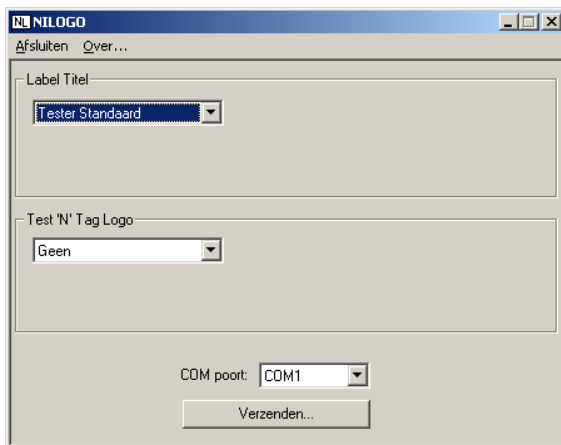 NL NILOGO
Afsluiten Over...
Label Titel
Tester Standaard
Test 'N' Tag Logo
Geen
COM poort: COM1
Verzenden...